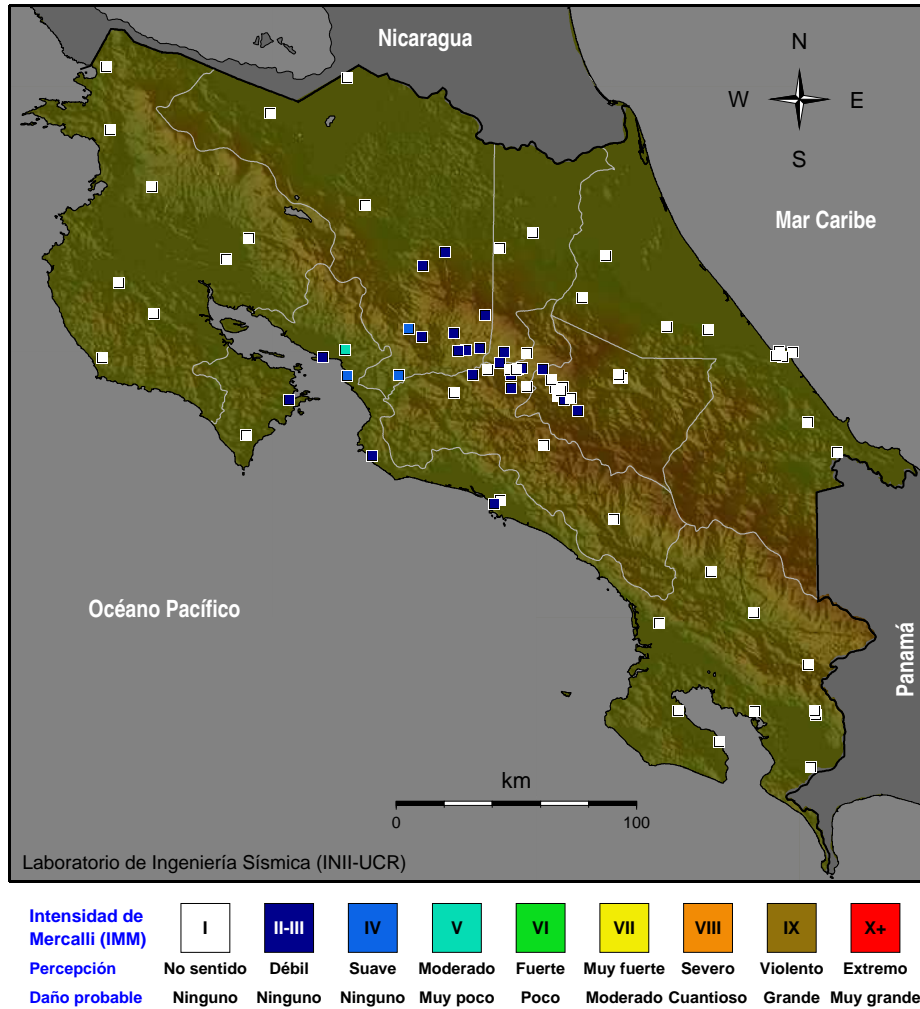 Nicaragua
N
W E
S
Mar Caribe
Océano Pacífico
Panamá
km
0 100
Laboratorio de Ingeniería Sísmica (INII-UCR)
Intensidad de
Mercalli (IMM)
I II-III IV V VI VII VIII IX X+
Percepción No sentido Débil Suave Moderado Fuerte Muy fuerte Severo Violento Extremo
Daño probable Ninguno Ninguno Ninguno Muy poco Poco Moderado Cuantioso Grande Muy grande